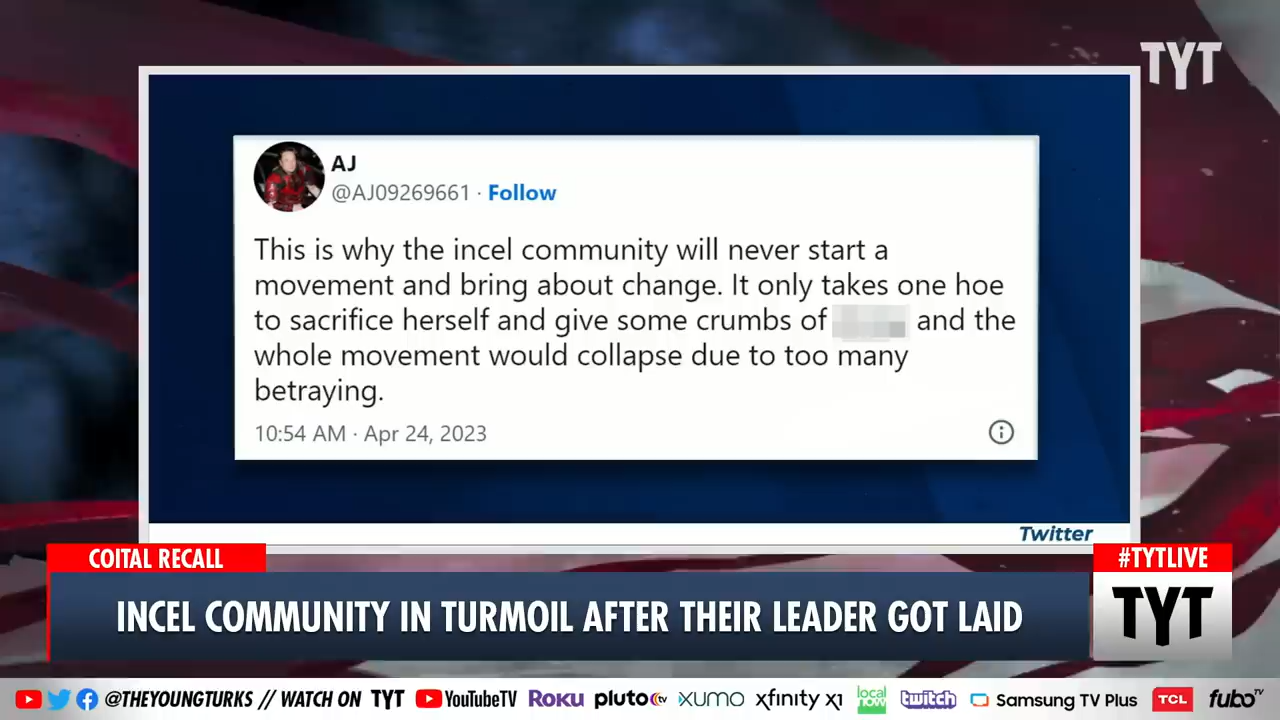 TYT
AJ
@AJ09269661 · Follow
This is why the incel community will never start a
movement and bring about change. It only takes one hoe
to sacrifice herself and give some crumbs of and the
whole movement would collapse due to too many
betraying.
10:54 AM · Apr 24, 2023
Twitter
COITAL RECALL
#TYTLIVE
INCEL COMMUNITY IN TURMOIL AFTER THEIR LEADER GOT LAID
TYT
@THEYOUNGTURKS // WATCH ON TYT YouTubeTV ROKU pluto tv XUMO xfinity X1 local now twitch Samsung TV Plus TCL fubo TV